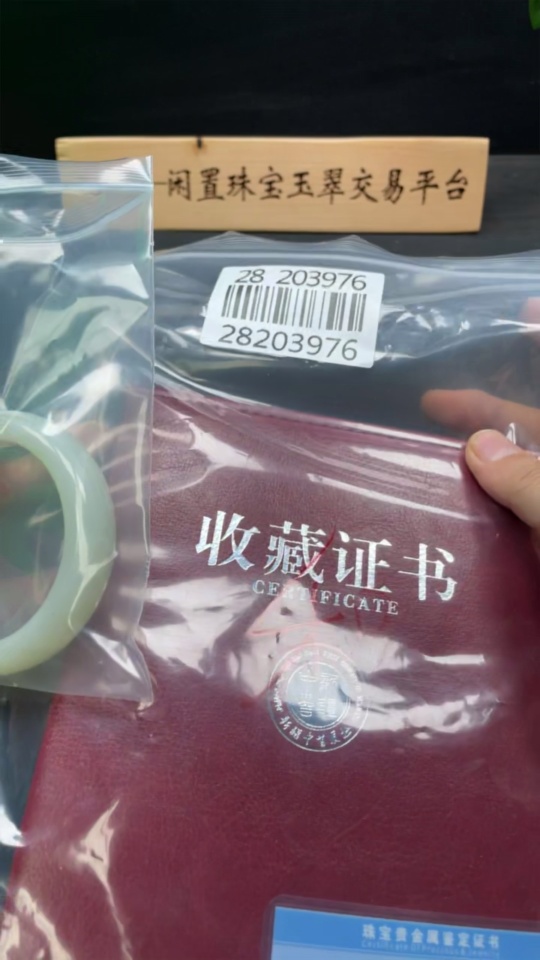 闲置珠宝玉翠交易平台
28 203976
28203976
收藏证书
CERTIFICATE
珠宝贵金属鉴定证书